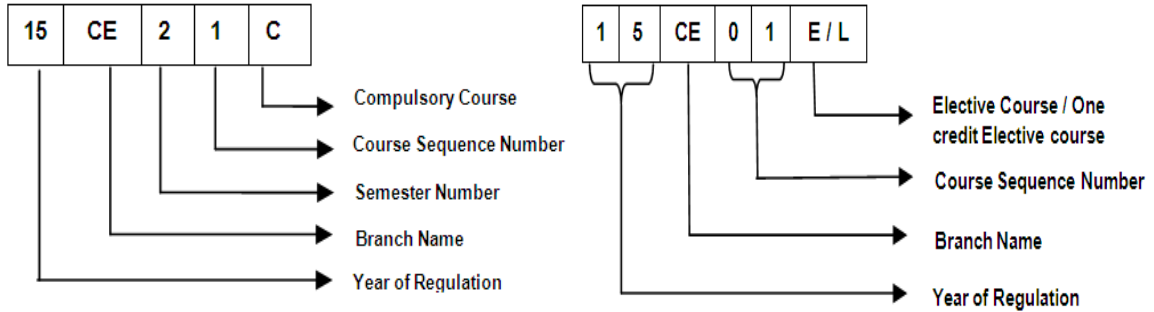 15 CE 2 1 C
Compulsory Course
Course Sequence Number
Semester Number
Branch Name
Year of Regulation
1 5 CE 0 1 E / L
Elective Course / One
credit Elective course
Course Sequence Number
Branch Name
Year of Regulation